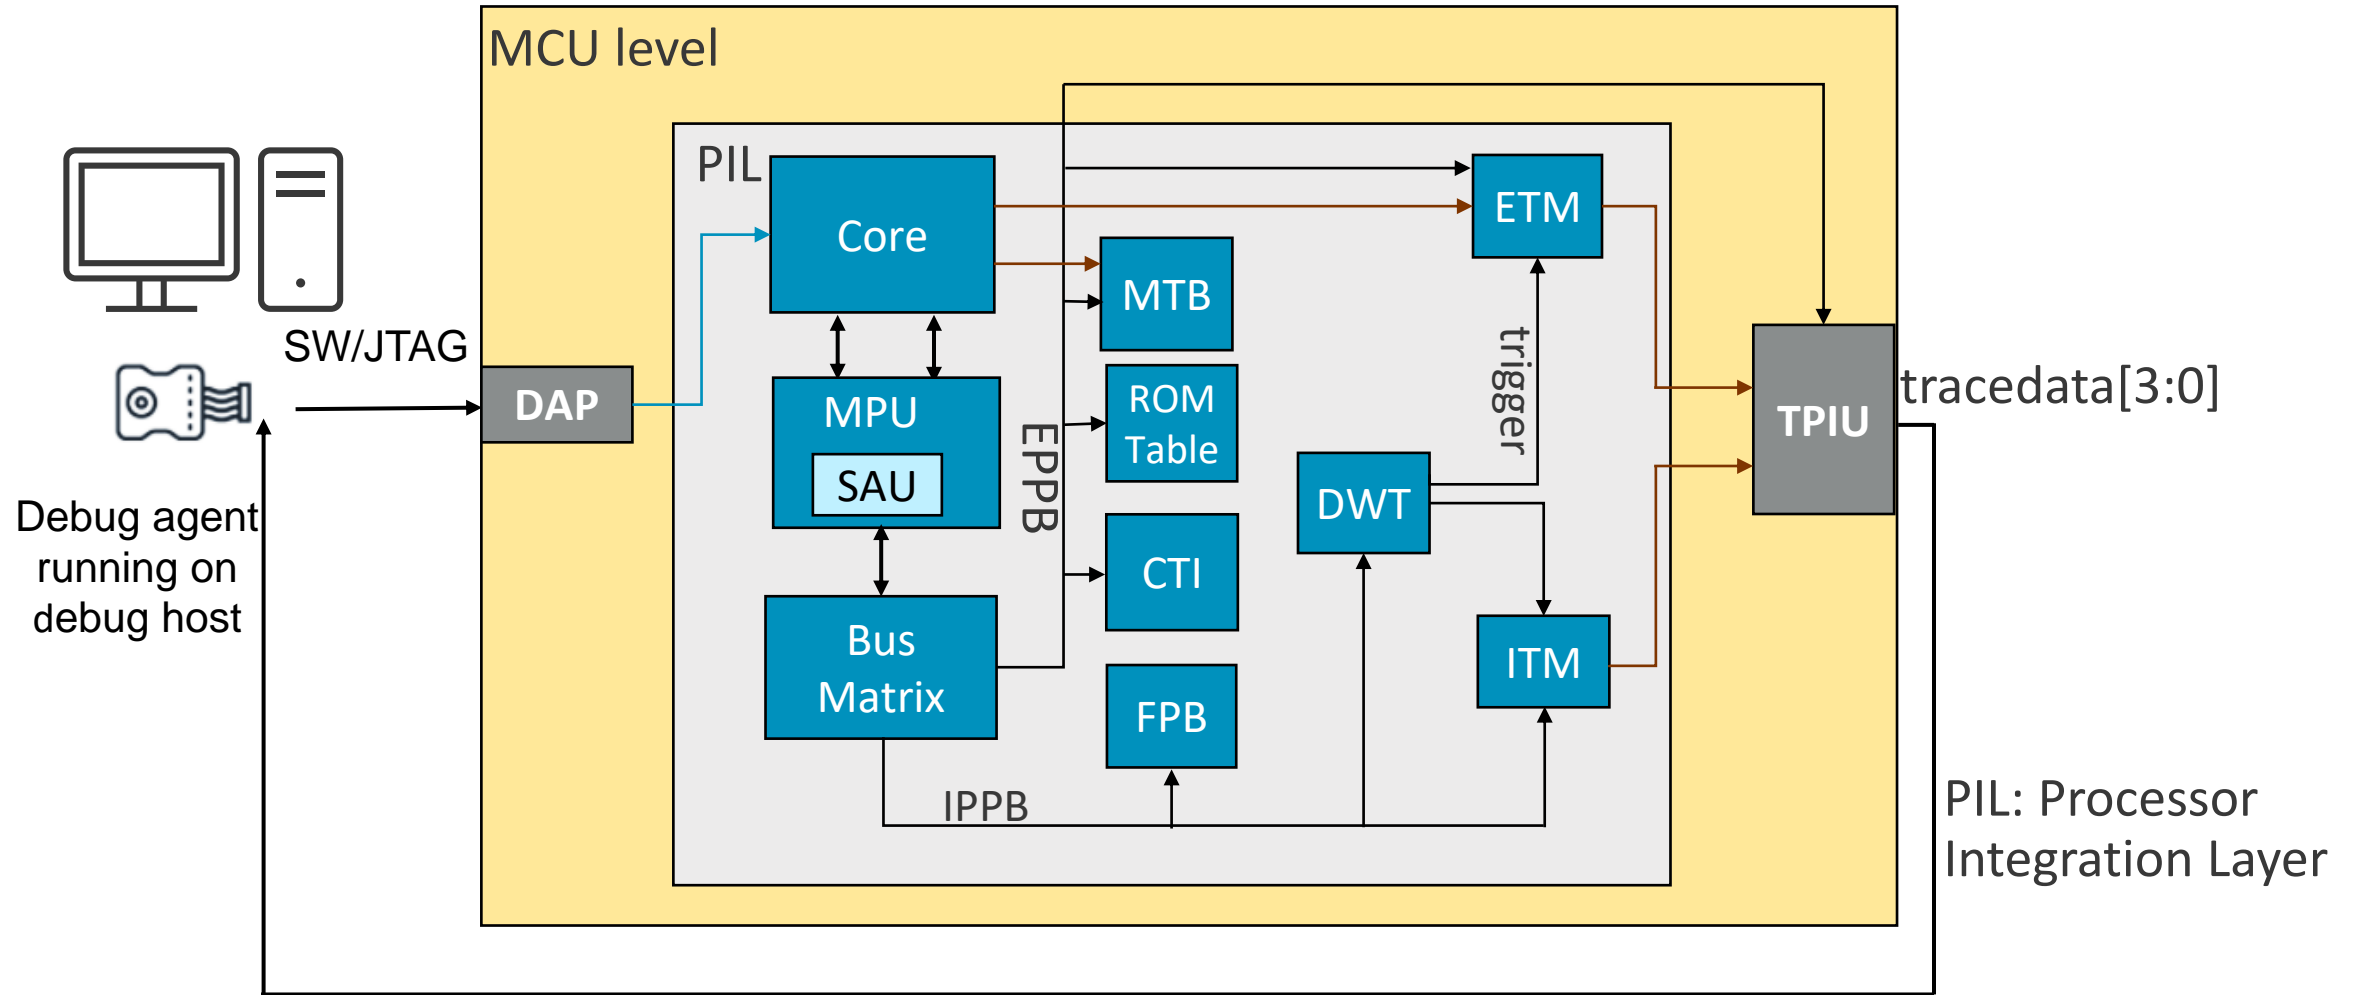 MCU level
PIL
Core
ETM
MTB
SW/JTAG
trigger
DAP
MPU
ROM
Table
tracedata[3:0]
TPIU
SAU
EPPB
DWT
Debug agent
running on
debug host
CTI
Bus
Matrix
ITM
FPB
IPPB
PIL: Processor
Integration Layer